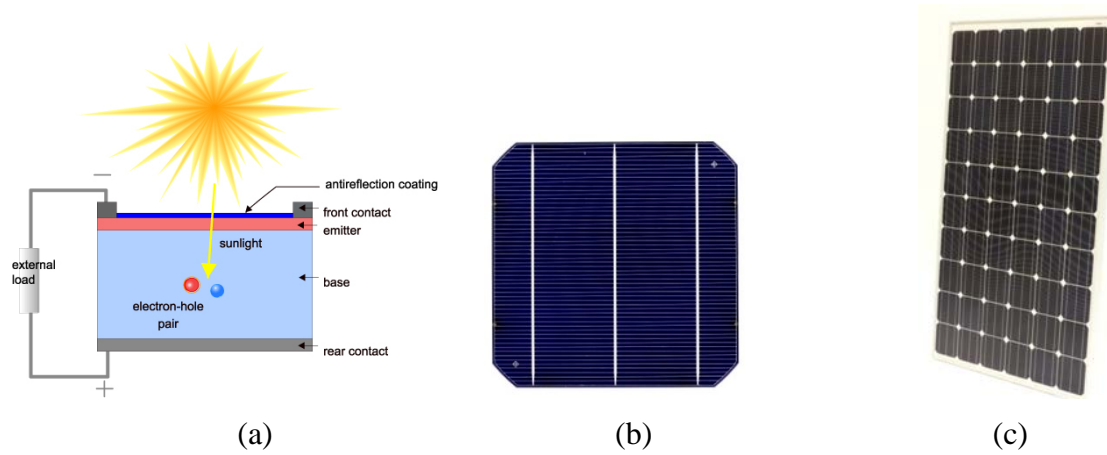 −
antireflection coating
front contact
emitter
sunlight
external
load
base
electron-hole
pair
rear contact
+
(a)
(b)
(c)